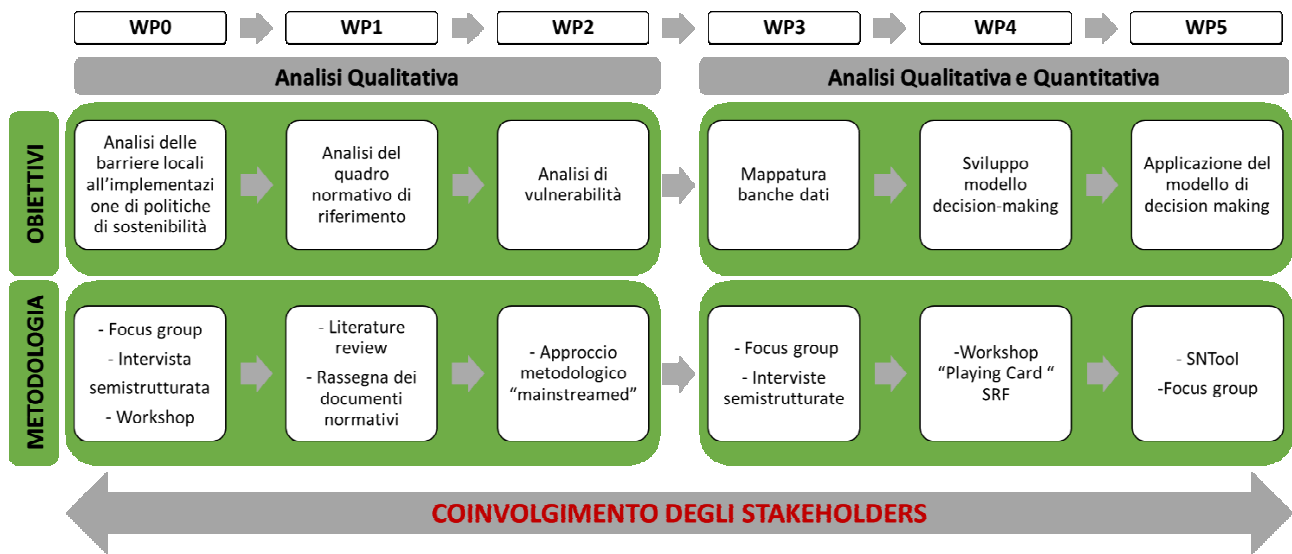 WP0
WP1
WP2
WP3
WP4
WP5
Analisi Qualitativa
Analisi Qualitativa e Quantitativa
OBIETTIVI
Analisi delle
barriere locali
all'implementazi
one di politiche
di sostenibilità
Analisi del
quadro
normativo di
riferimento
Analisi di
vulnerabilità
Mappatura
banche dati
Sviluppo
modello
decision-making
Applicazione del
modello di
decision making
METODOLOGIA
- Focus group
- Intervista
semistrutturata
- Workshop
- Literature
review
- Rassegna dei
documenti
normativi
- Approccio
metodologico
"mainstreamed"
- Focus group
- Interviste
semistrutturate
-Workshop
"Playing Card "
SRF
- SNTool
-Focus group
COINVOLGIMENTO DEGLI STAKEHOLDERS